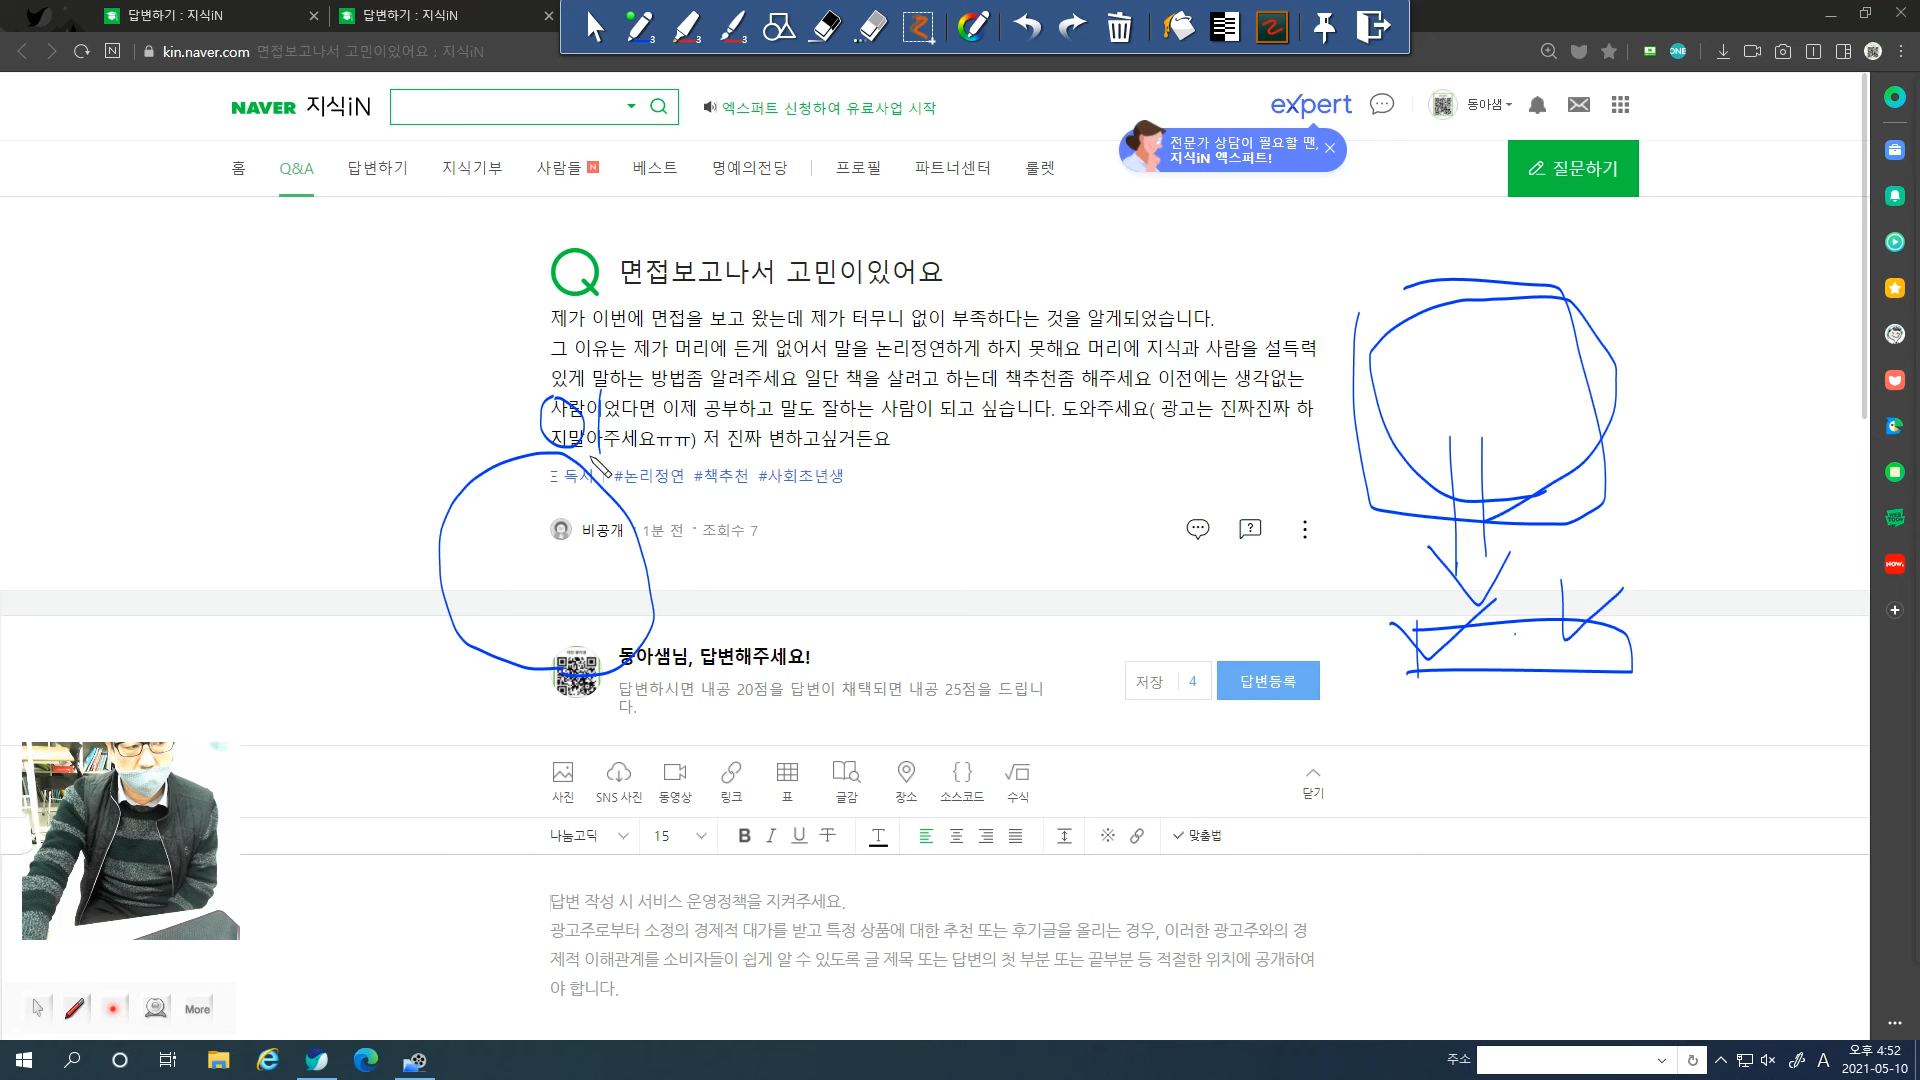 답변하기 : 지식iN
답변하기 : 지식iN
kin.naver.com 면접보고나서 고민이있어요 : 지식iN
NAVER 지식iN
엑스퍼트 신청하여 유료사업 시작
expert
동아샘
전문가 상담이 필요할 땐,
지식iN 엑스퍼트!
홈 Q&A 답변하기 지식기부 사람들 N 베스트 명예의전당 프로필 파트너센터 룰렛
질문하기
면접보고나서 고민이있어요
제가 이번에 면접을 보고 왔는데 제가 터무니 없이 부족하다는 것을 알게되었습니다.
그 이유는 제가 머리에 든게 없어서 말을 논리정연하게 하지 못해요 머리에 지식과 사람을 설득력
있게 말하는 방법좀 알려주세요 일단 책을 살려고 하는데 책추천좀 해주세요 이전에는 생각없는
사람이었다면 이제 공부하고 말도 잘하는 사람이 되고 싶습니다. 도와주세요( 광고는 진짜진짜 하
지말아주세요ㅠㅠ) 저 진짜 변하고싶거든요
독서 #논리정연 #책추천 #사회초년생
비공개 1분 전 조회수 7
동아샘님, 답변해주세요!
답변하시면 내공 20점을 답변이 채택되면 내공 25점을 드립니
다.
저장 4
답변등록
사진 SNS 사진 동영상 링크 표 글감 장소 소스코드 수식 닫기
나눔고딕 15 맞춤법
답변 작성 시 서비스 운영정책을 지켜주세요.
광고주로부터 소정의 경제적 대가를 받고 특정 상품에 대한 추천 또는 후기글을 올리는 경우, 이러한 광고주와의 경
제적 이해관계를 소비자들이 쉽게 알 수 있도록 글 제목 또는 답변의 첫 부분 또는 끝부분 등 적절한 위치에 공개하여
야 합니다.
More
주소
A
오후 4:52
2021-05-10